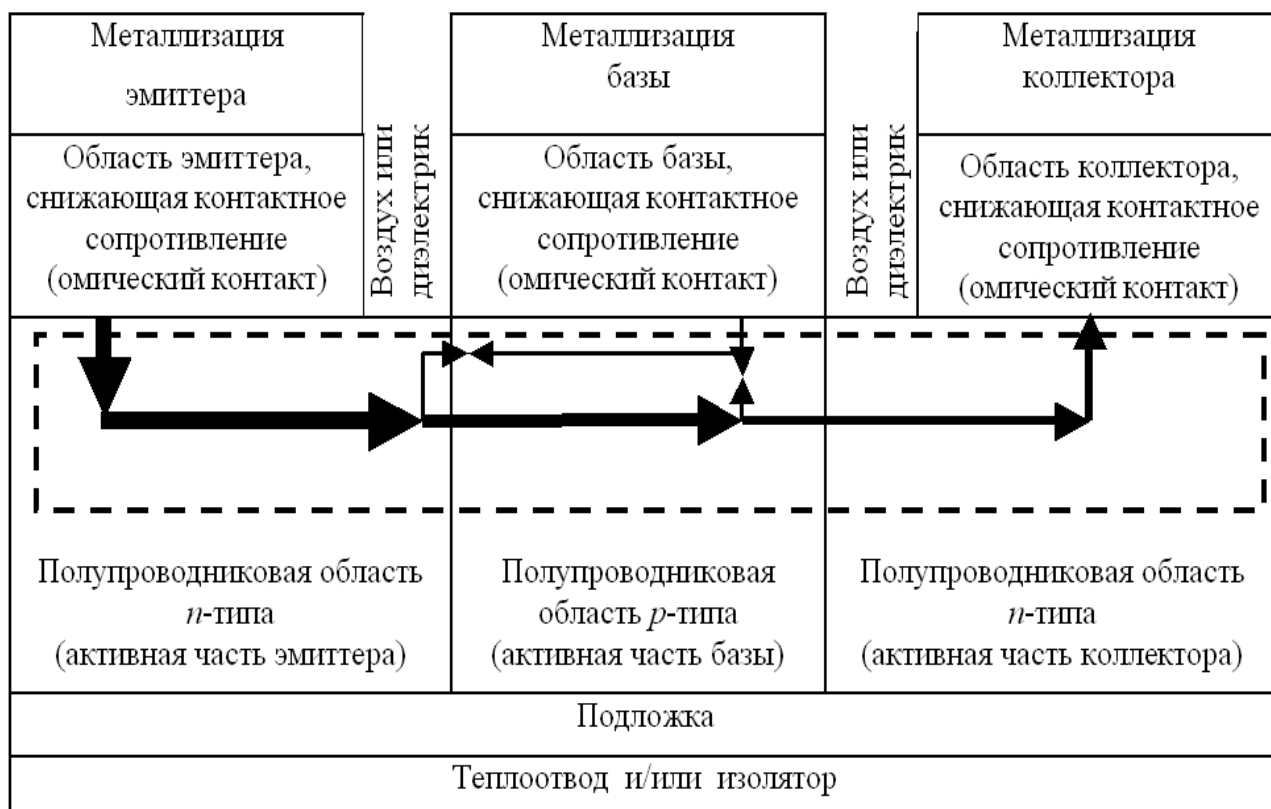 Металлизация
эмиттера
Воздух или
диэлектрик
Металлизация
базы
Воздух или
диэлектрик
Металлизация
коллектора
Область эмиттера,
снижающая контактное
сопротивление
(омический контакт)
Область базы,
снижающая контактное
сопротивление
(омический контакт)
Область коллектора,
снижающая контактное
сопротивление
(омический контакт)
Полупроводниковая область
n-типа
(активная часть эмиттера)
Полупроводниковая
область p-типа
(активная часть базы)
Полупроводниковая область
n-типа
(активная часть коллектора)
Подложка
Теплоотвод и/или изолятор